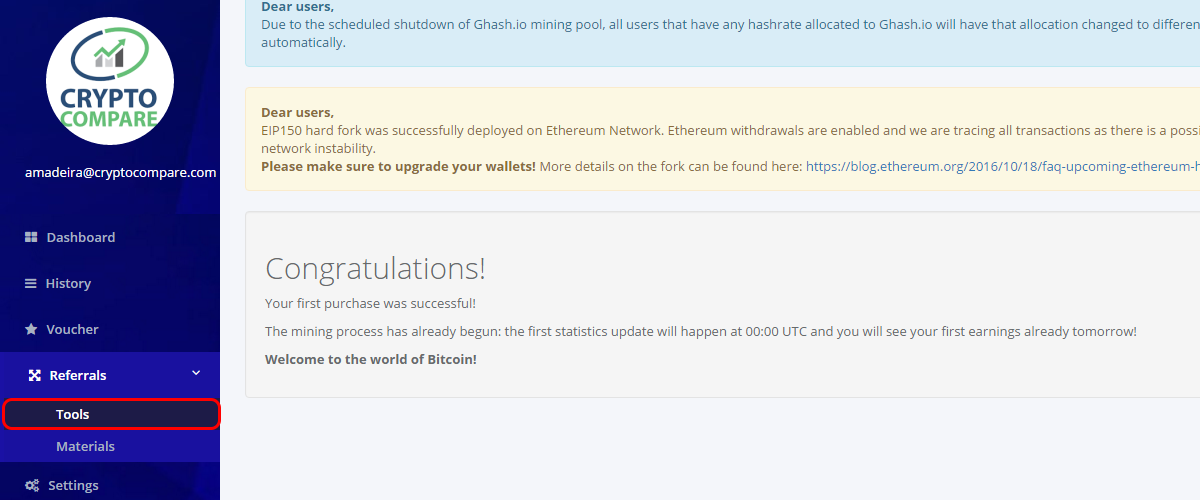 CRYPTO
COMPARE
amadeira@cryptocompare.com
Dashboard
History
Voucher
Referrals
Tools
Materials
Settings
Dear users,
Due to the scheduled shutdown of Ghash.io mining pool, all users that have any hashrate allocated to Ghash.io will have that allocation changed to
automatically.
Dear users,
EIP150 hard fork was successfully deployed on Ethereum Network. Ethereum withdrawals are enabled and we are tracing all transactions as there is a
network instability.
Please make sure to upgrade your wallets! More details on the fork can be found here: https://blog.ethereum.org/2016/10/18/faq-upcoming-ethereum-h
Congratulations!
Your first purchase was successful!
The mining process has already begun: the first statistics update will happen at 00:00 UTC and you will see your first earnings already tomorrow!
Welcome to the world of Bitcoin!